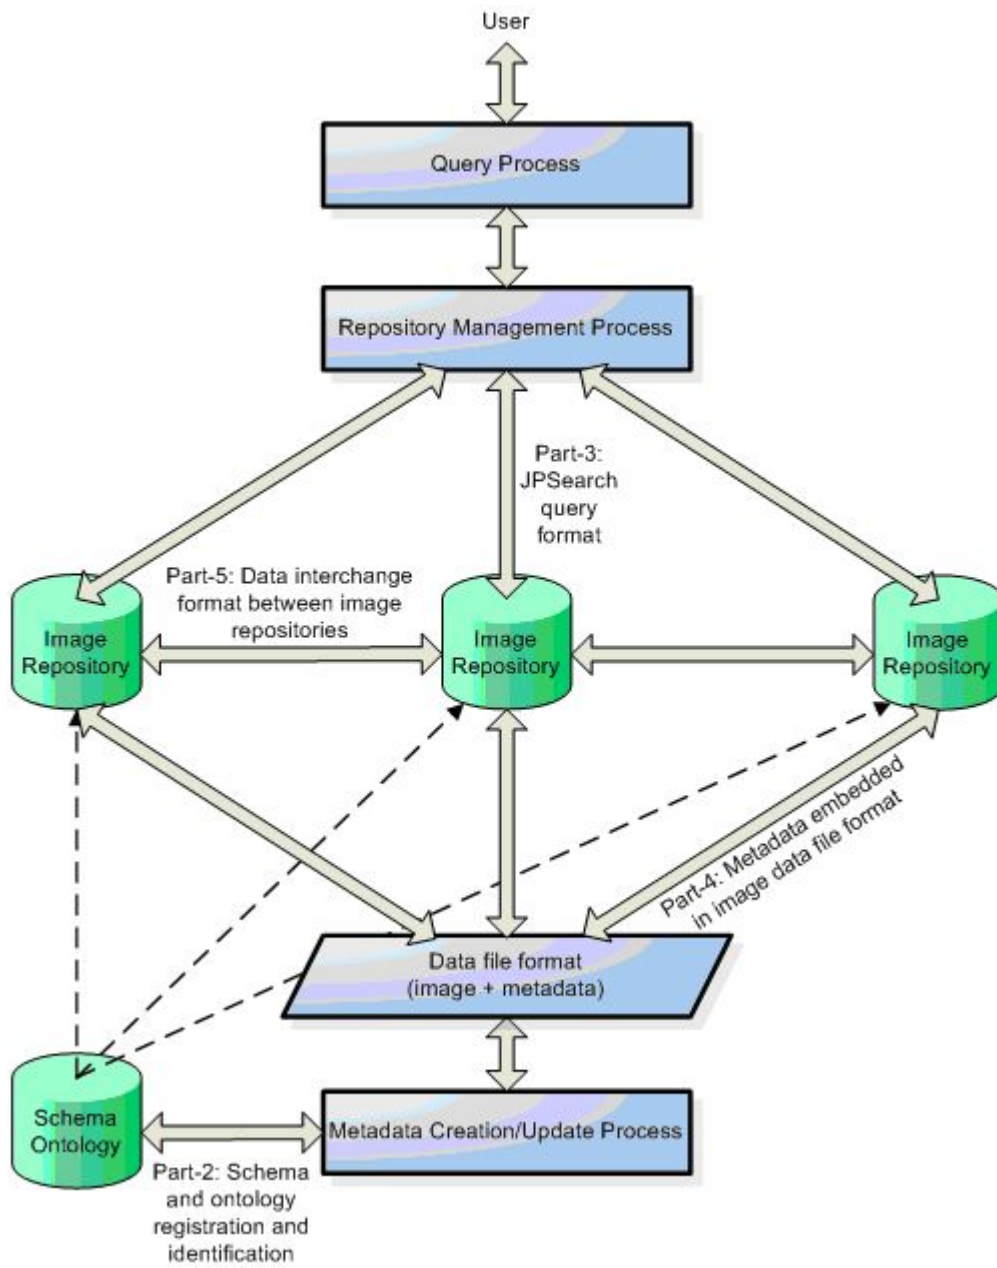 User
Query Process
Repository Management Process
Part-3:
JPSearch
query
format
Part-5: Data interchange
format between image
repositories
Image
Repository
Image
Repository
Image
Repository
Part-4: Metadata embedded
in image data file format
Data file format
(image + metadata)
Schema
Ontology
Metadata Creation/Update Process
Part-2: Schema
and ontology
registration and
identification